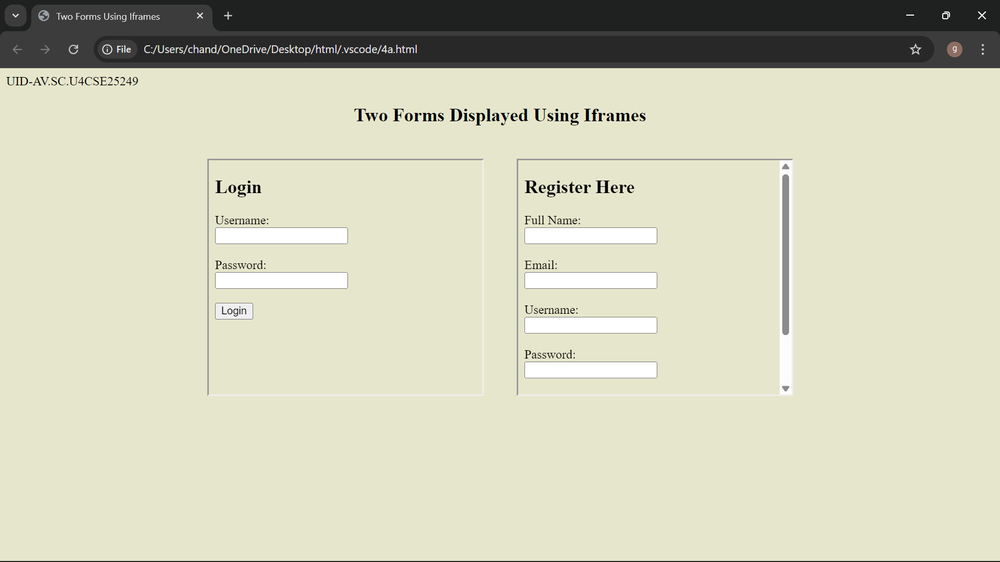 Two Forms Using Iframes
File C:/Users/chand/OneDrive/Desktop/html/.vscode/4a.html
g
UID-AV.SC.U4CSE25249
Two Forms Displayed Using Iframes
Login
Username:
Password:
Login
Register Here
Full Name:
Email:
Username:
Password: